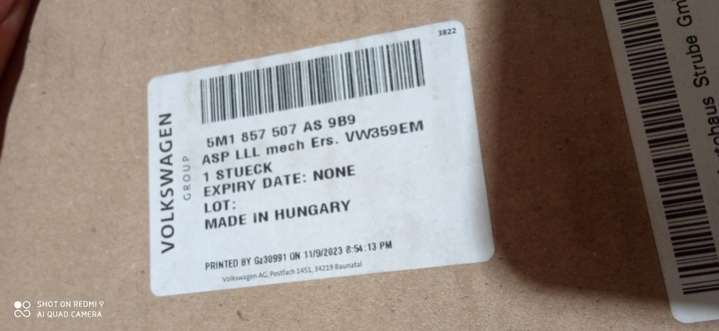 3822
VOLKSWAGEN
GROUP
5M1 857 507 AS 9B9
ASP LLL mech Ers. VW359EM
1 STUECK
EXPIRY DATE: NONE
LOT:
MADE IN HUNGARY
PRINTED BY Gz30991 ON 11/9/2023 8:54:13 PM
Volkswagen AG, Postfach 1451, 34219 Baunatal
Strube Gm
SHOT ON REDMI 9
AI QUAD CAMERA